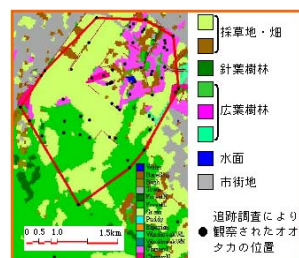 採草地・畑
針葉樹林
広葉樹林
水面
市街地
追跡調査により
観察されたオオ
タカの位置
0 0.5 1.0 1.5km